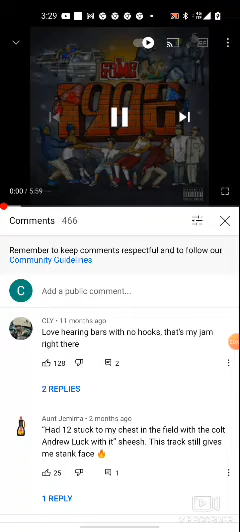 3:29
GAME
1992
0:00 / 5:59
Comments 466
Remember to keep comments respectful and to follow our
Community Guidelines
C
Add a public comment...
CLY • 11 months ago
Love hearing bars with no hooks, that's my jam
right there
128
2
2 REPLIES
Aunt Jemima • 2 months ago
"Had 12 stuck to my chest in the field with the colt
Andrew Luck with it" sheesh. This track still gives
me stank face 🔥
25
1
1 REPLY